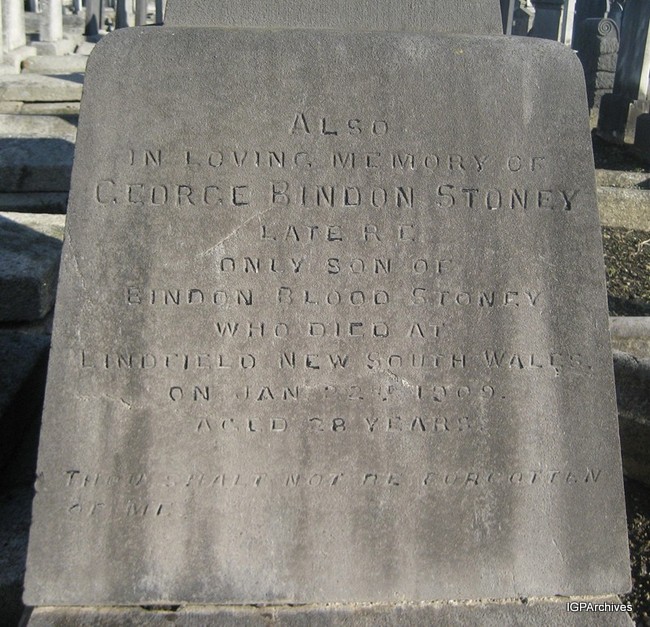 ALSO
IN LOVING MEMORY OF
GEORGE BINDON STONEY
LATE R.E.
ONLY SON OF
BINDON BLOOD STONEY
WHO DIED AT
LINDFIELD NEW SOUTH WALES.
ON JAN. 22ND 1909.
AGED 28 YEARS.
THOU SHALT NOT BE FORGOTTEN
OF ME.
IGPArchives